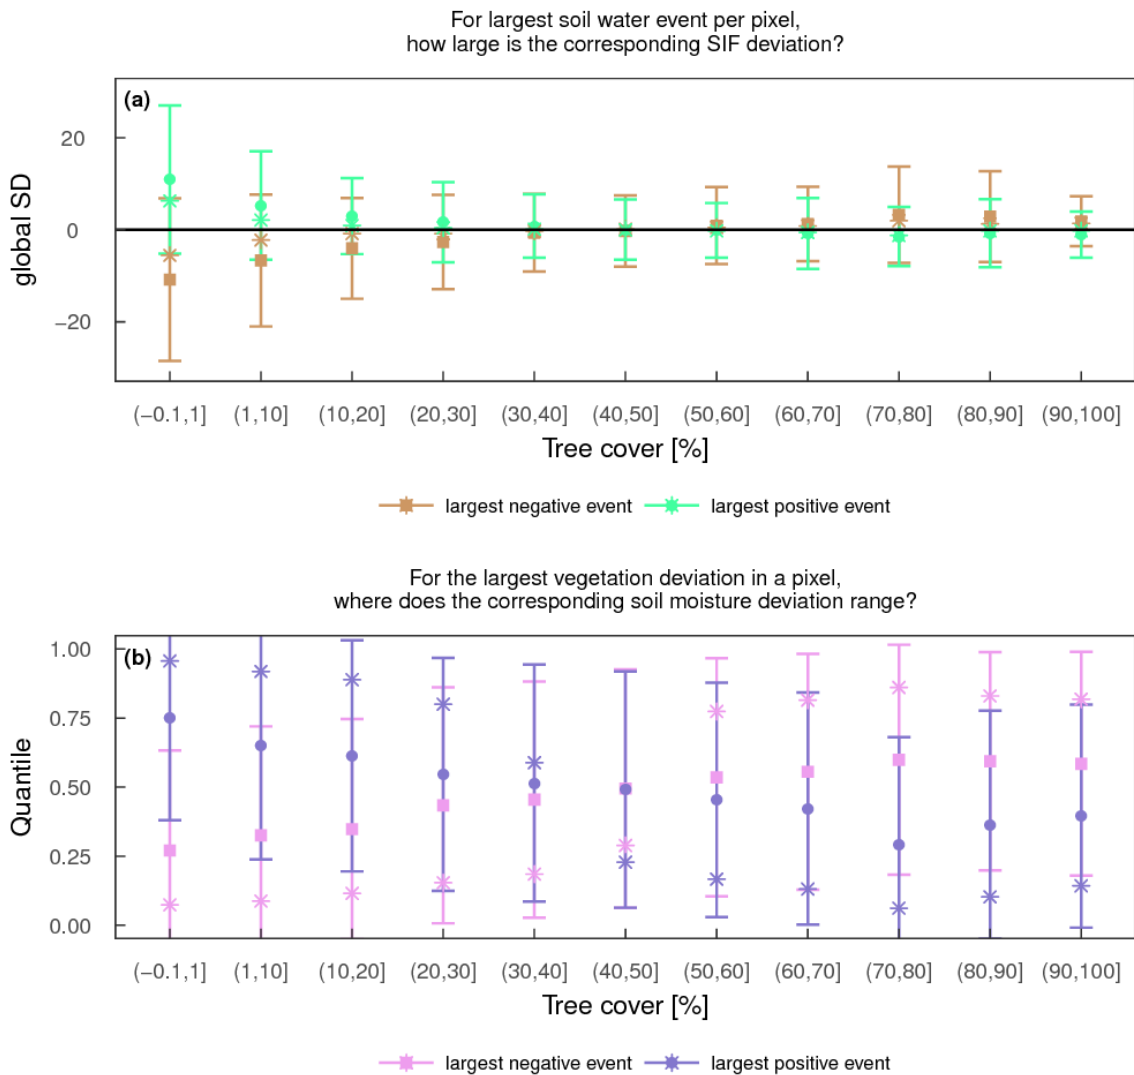 For largest soil water event per pixel,
how large is the corresponding SIF deviation?
(a)
global SD
20
0
−20
(−0.1,1] (1,10] (10,20] (20,30] (30,40] (40,50] (50,60] (60,70] (70,80] (80,90] (90,100]
Tree cover [%]
largest negative event largest positive event
For the largest vegetation deviation in a pixel,
where does the corresponding soil moisture deviation range?
(b)
Quantile
1.00
0.75
0.50
0.25
0.00
(−0.1,1] (1,10] (10,20] (20,30] (30,40] (40,50] (50,60] (60,70] (70,80] (80,90] (90,100]
Tree cover [%]
largest negative event largest positive event